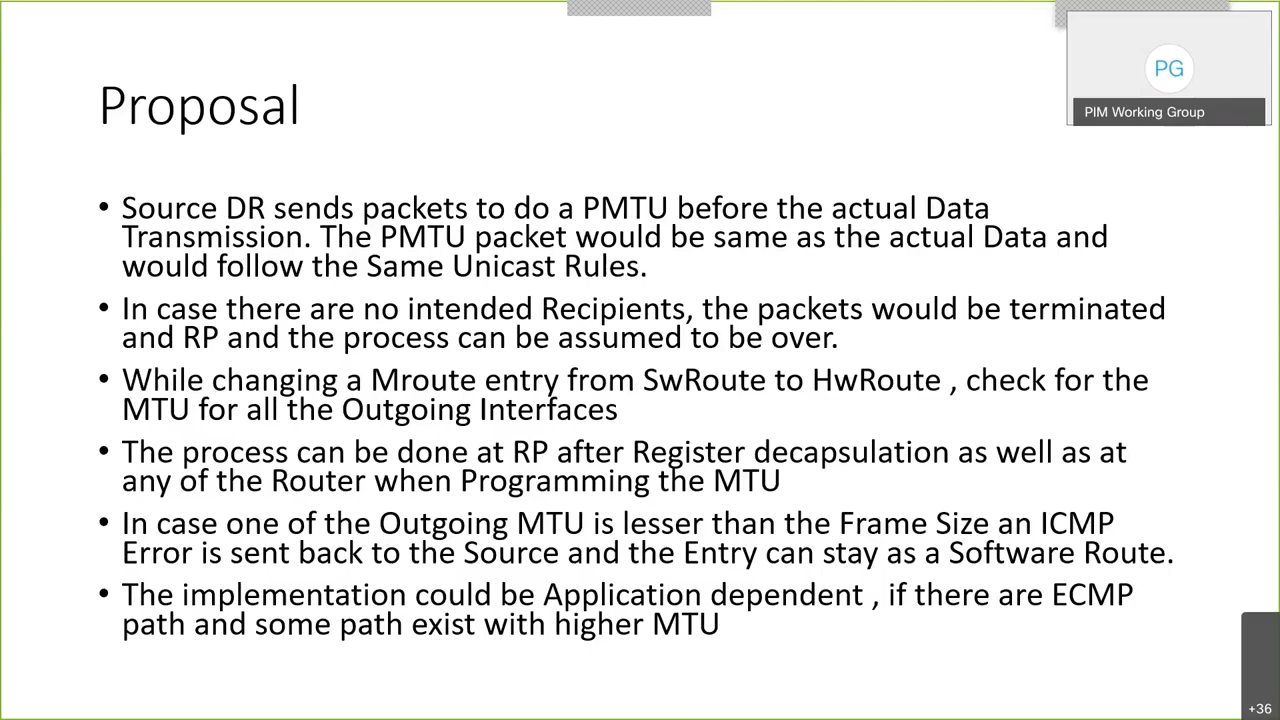 Proposal
PG
PIM Working Group
• Source DR sends packets to do a PMTU before the actual Data
Transmission. The PMTU packet would be same as the actual Data and
would follow the Same Unicast Rules.
• In case there are no intended Recipients, the packets would be terminated
and RP and the process can be assumed to be over.
• While changing a Mroute entry from SwRoute to HwRoute , check for the
MTU for all the Outgoing Interfaces
• The process can be done at RP after Register decapsulation as well as at
any of the Router when Programming the MTU
• In case one of the Outgoing MTU is lesser than the Frame Size an ICMP
Error is sent back to the Source and the Entry can stay as a Software Route.
• The implementation could be Application dependent , if there are ECMP
path and some path exist with higher MTU
+36